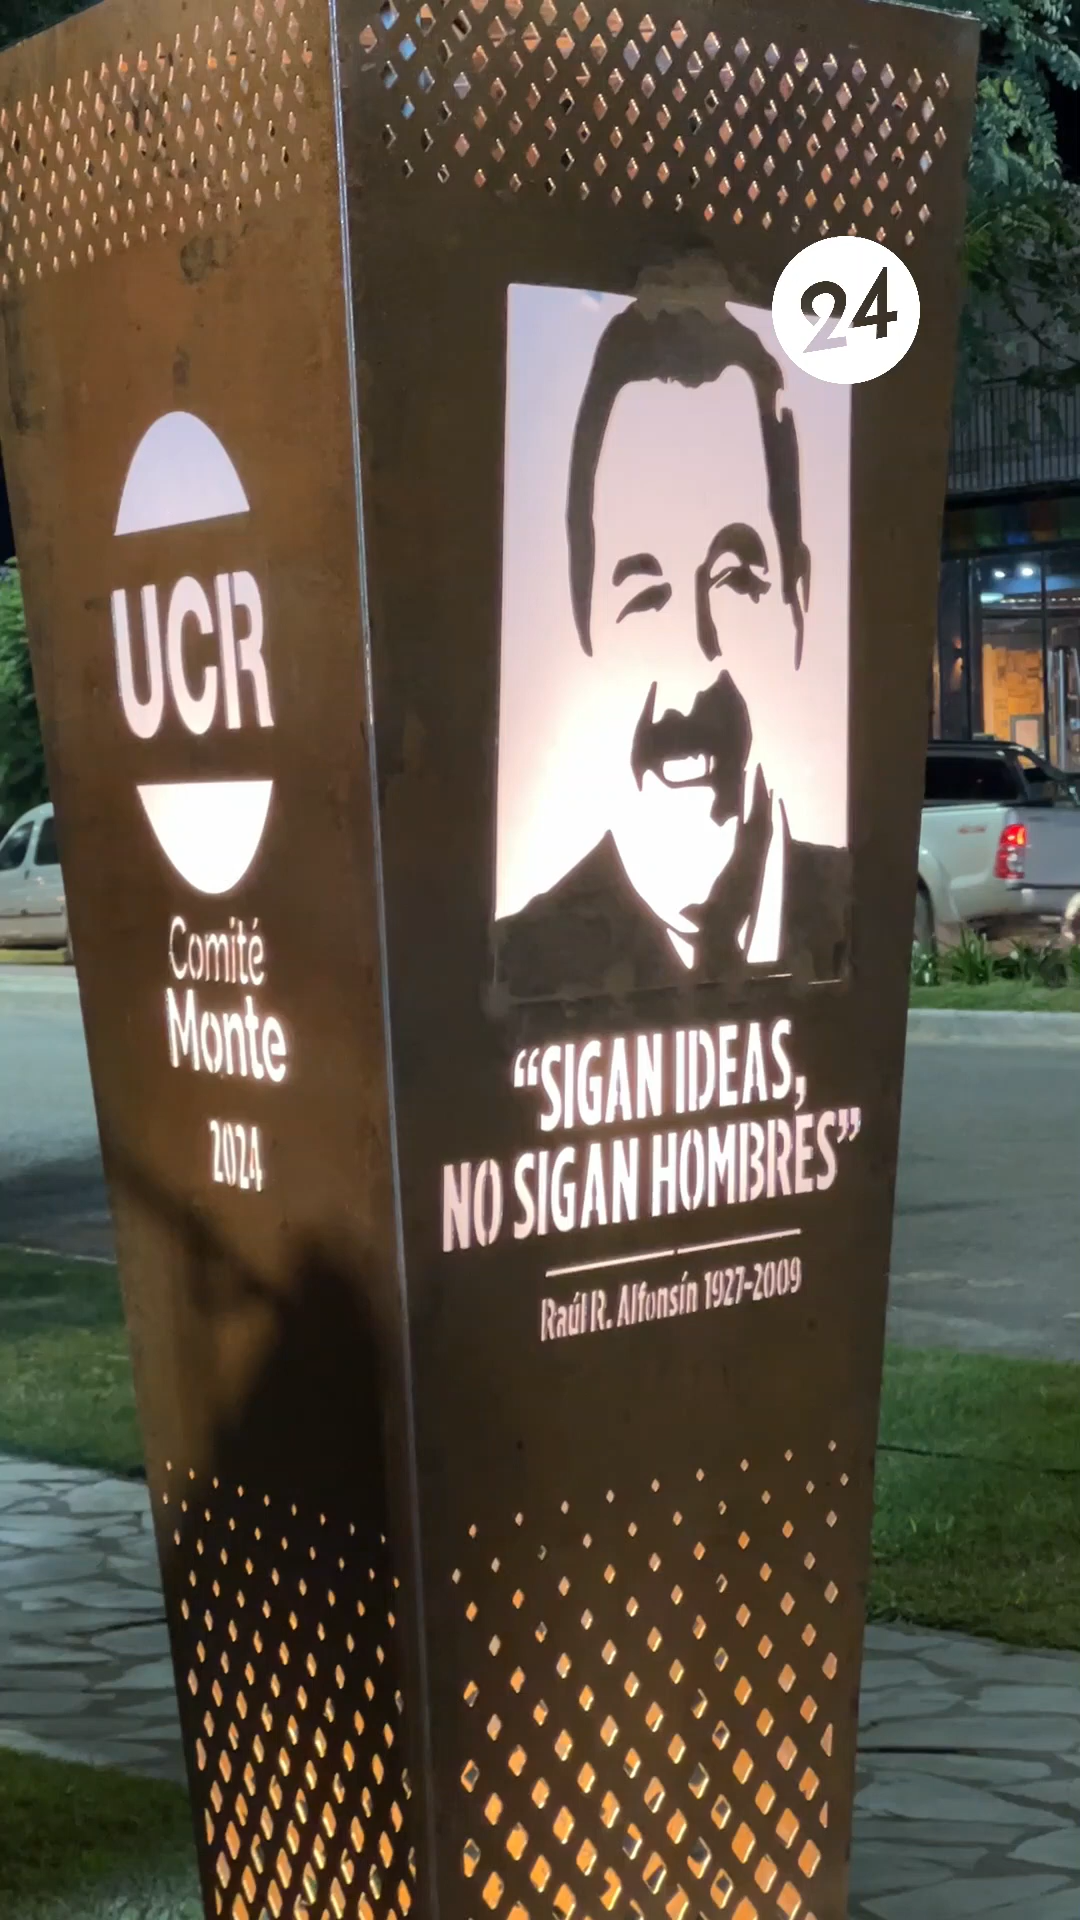 24
UCR
Comité
Monte
2024
“SIGAN IDEAS,
NO SIGAN HOMBRES”
Raúl R. Alfonsín 1927-2009